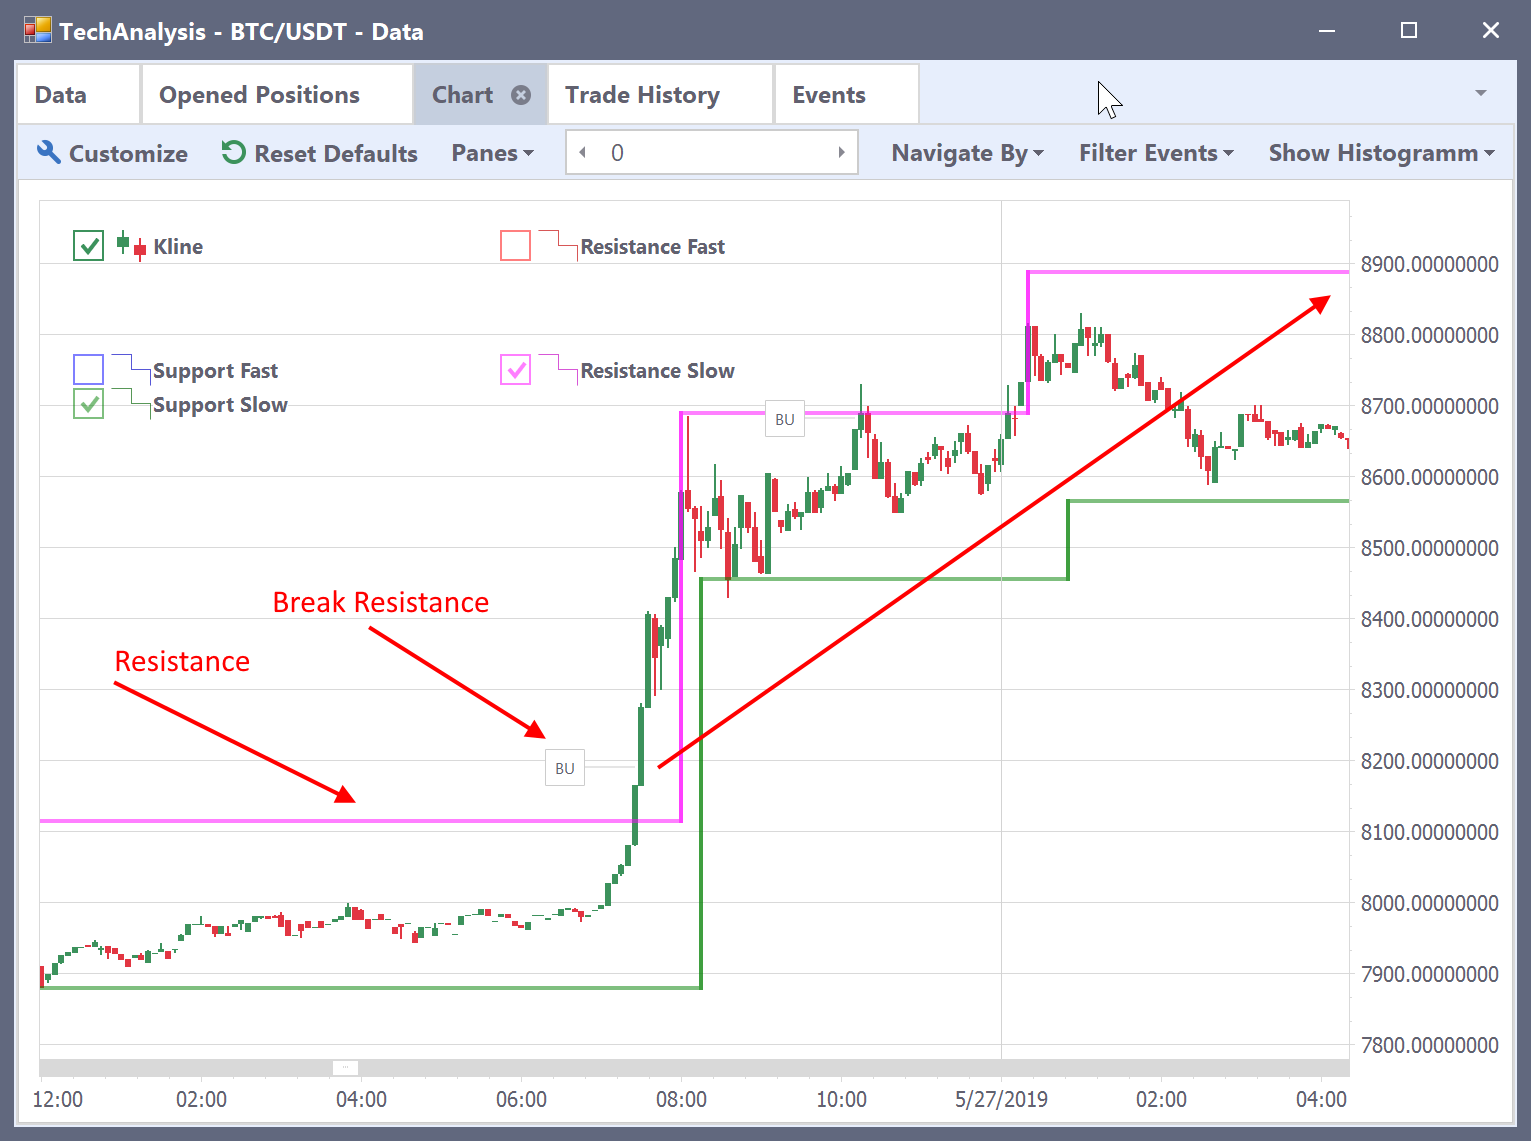 TechAnalysis - BTC/USDT - Data
Data Opened Positions Chart Trade History Events
Customize Reset Defaults Panes 0 Navigate By Filter Events Show Histogramm
Kline Resistance Fast
Support Fast Resistance Slow
Support Slow
8900.00000000
8800.00000000
8700.00000000
BU
8600.00000000
8500.00000000
8400.00000000
Break Resistance
Resistance
8300.00000000
8200.00000000
BU
8100.00000000
8000.00000000
7900.00000000
7800.00000000
12:00 02:00 04:00 06:00 08:00 10:00 5/27/2019 02:00 04:00